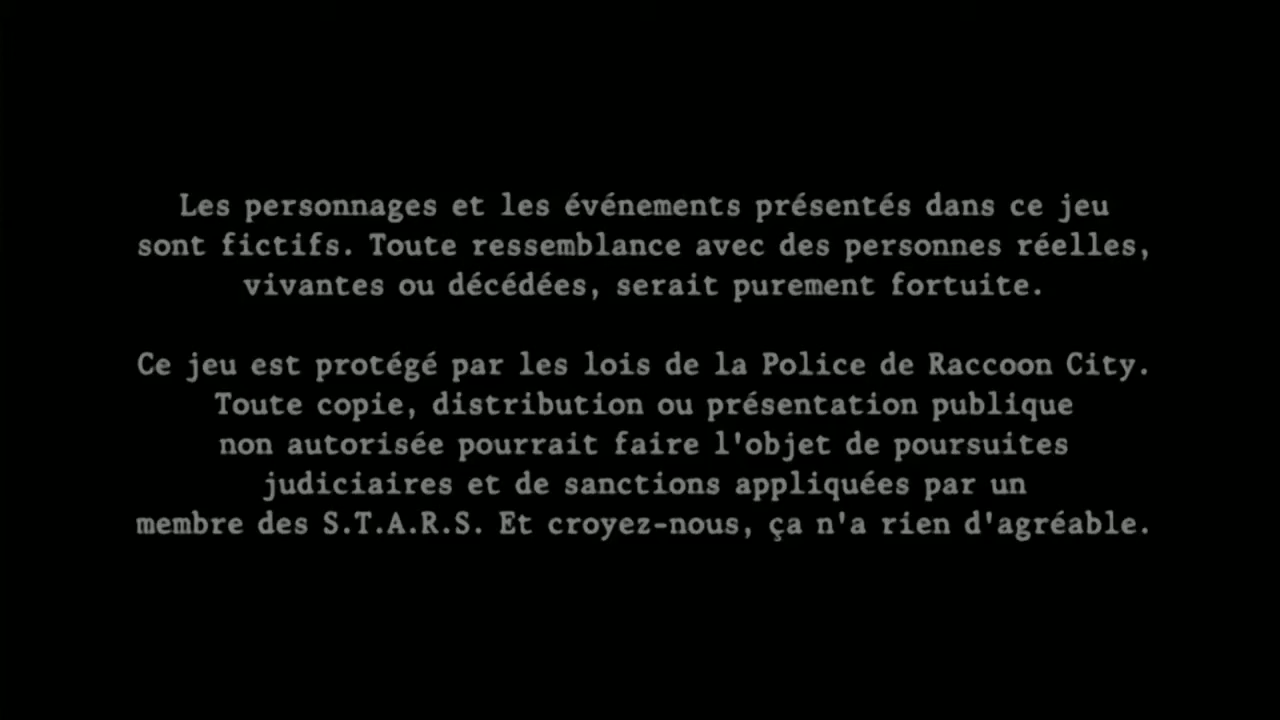 Les personnages et les événements présentés dans ce jeu
sont fictifs. Toute ressemblance avec des personnes réelles,
vivantes ou décédées, serait purement fortuite.
Ce jeu est protégé par les lois de la Police de Raccoon City.
Toute copie, distribution ou présentation publique
non autorisée pourrait faire l'objet de poursuites
judiciaires et de sanctions appliquées par un
membre des S.T.A.R.S. Et croyez-nous, ça n'a rien d'agréable.